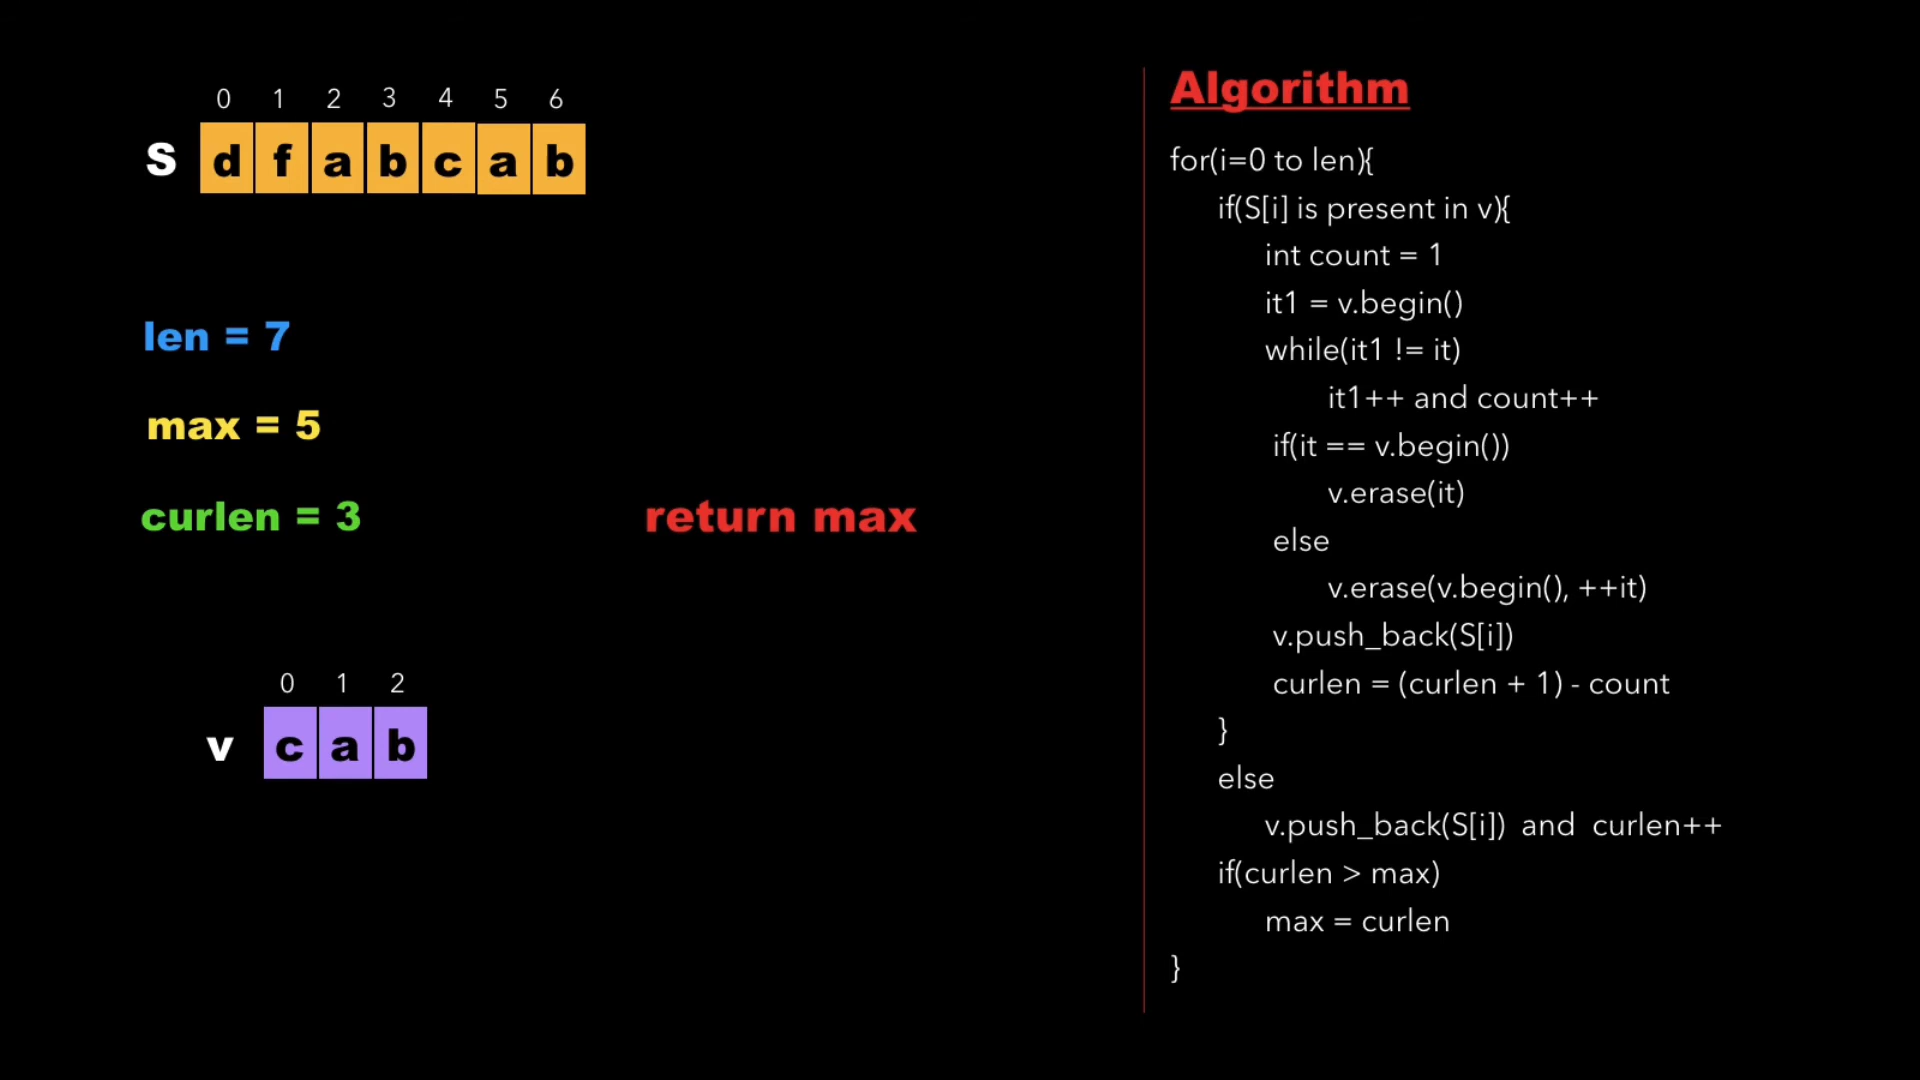 0 1 2 3 4 5 6
S d f a b c a b
len = 7
max = 5
curlen = 3
return max
0 1 2
v c a b
Algorithm
for(i=0 to len){
if(S[i] is present in v){
int count = 1
it1 = v.begin()
while(it1 != it)
it1++ and count++
if(it == v.begin())
v.erase(it)
else
v.erase(v.begin(), ++it)
v.push_back(S[i])
curlen = (curlen + 1) - count
}
else
v.push_back(S[i]) and curlen++
if(curlen > max)
max = curlen
}